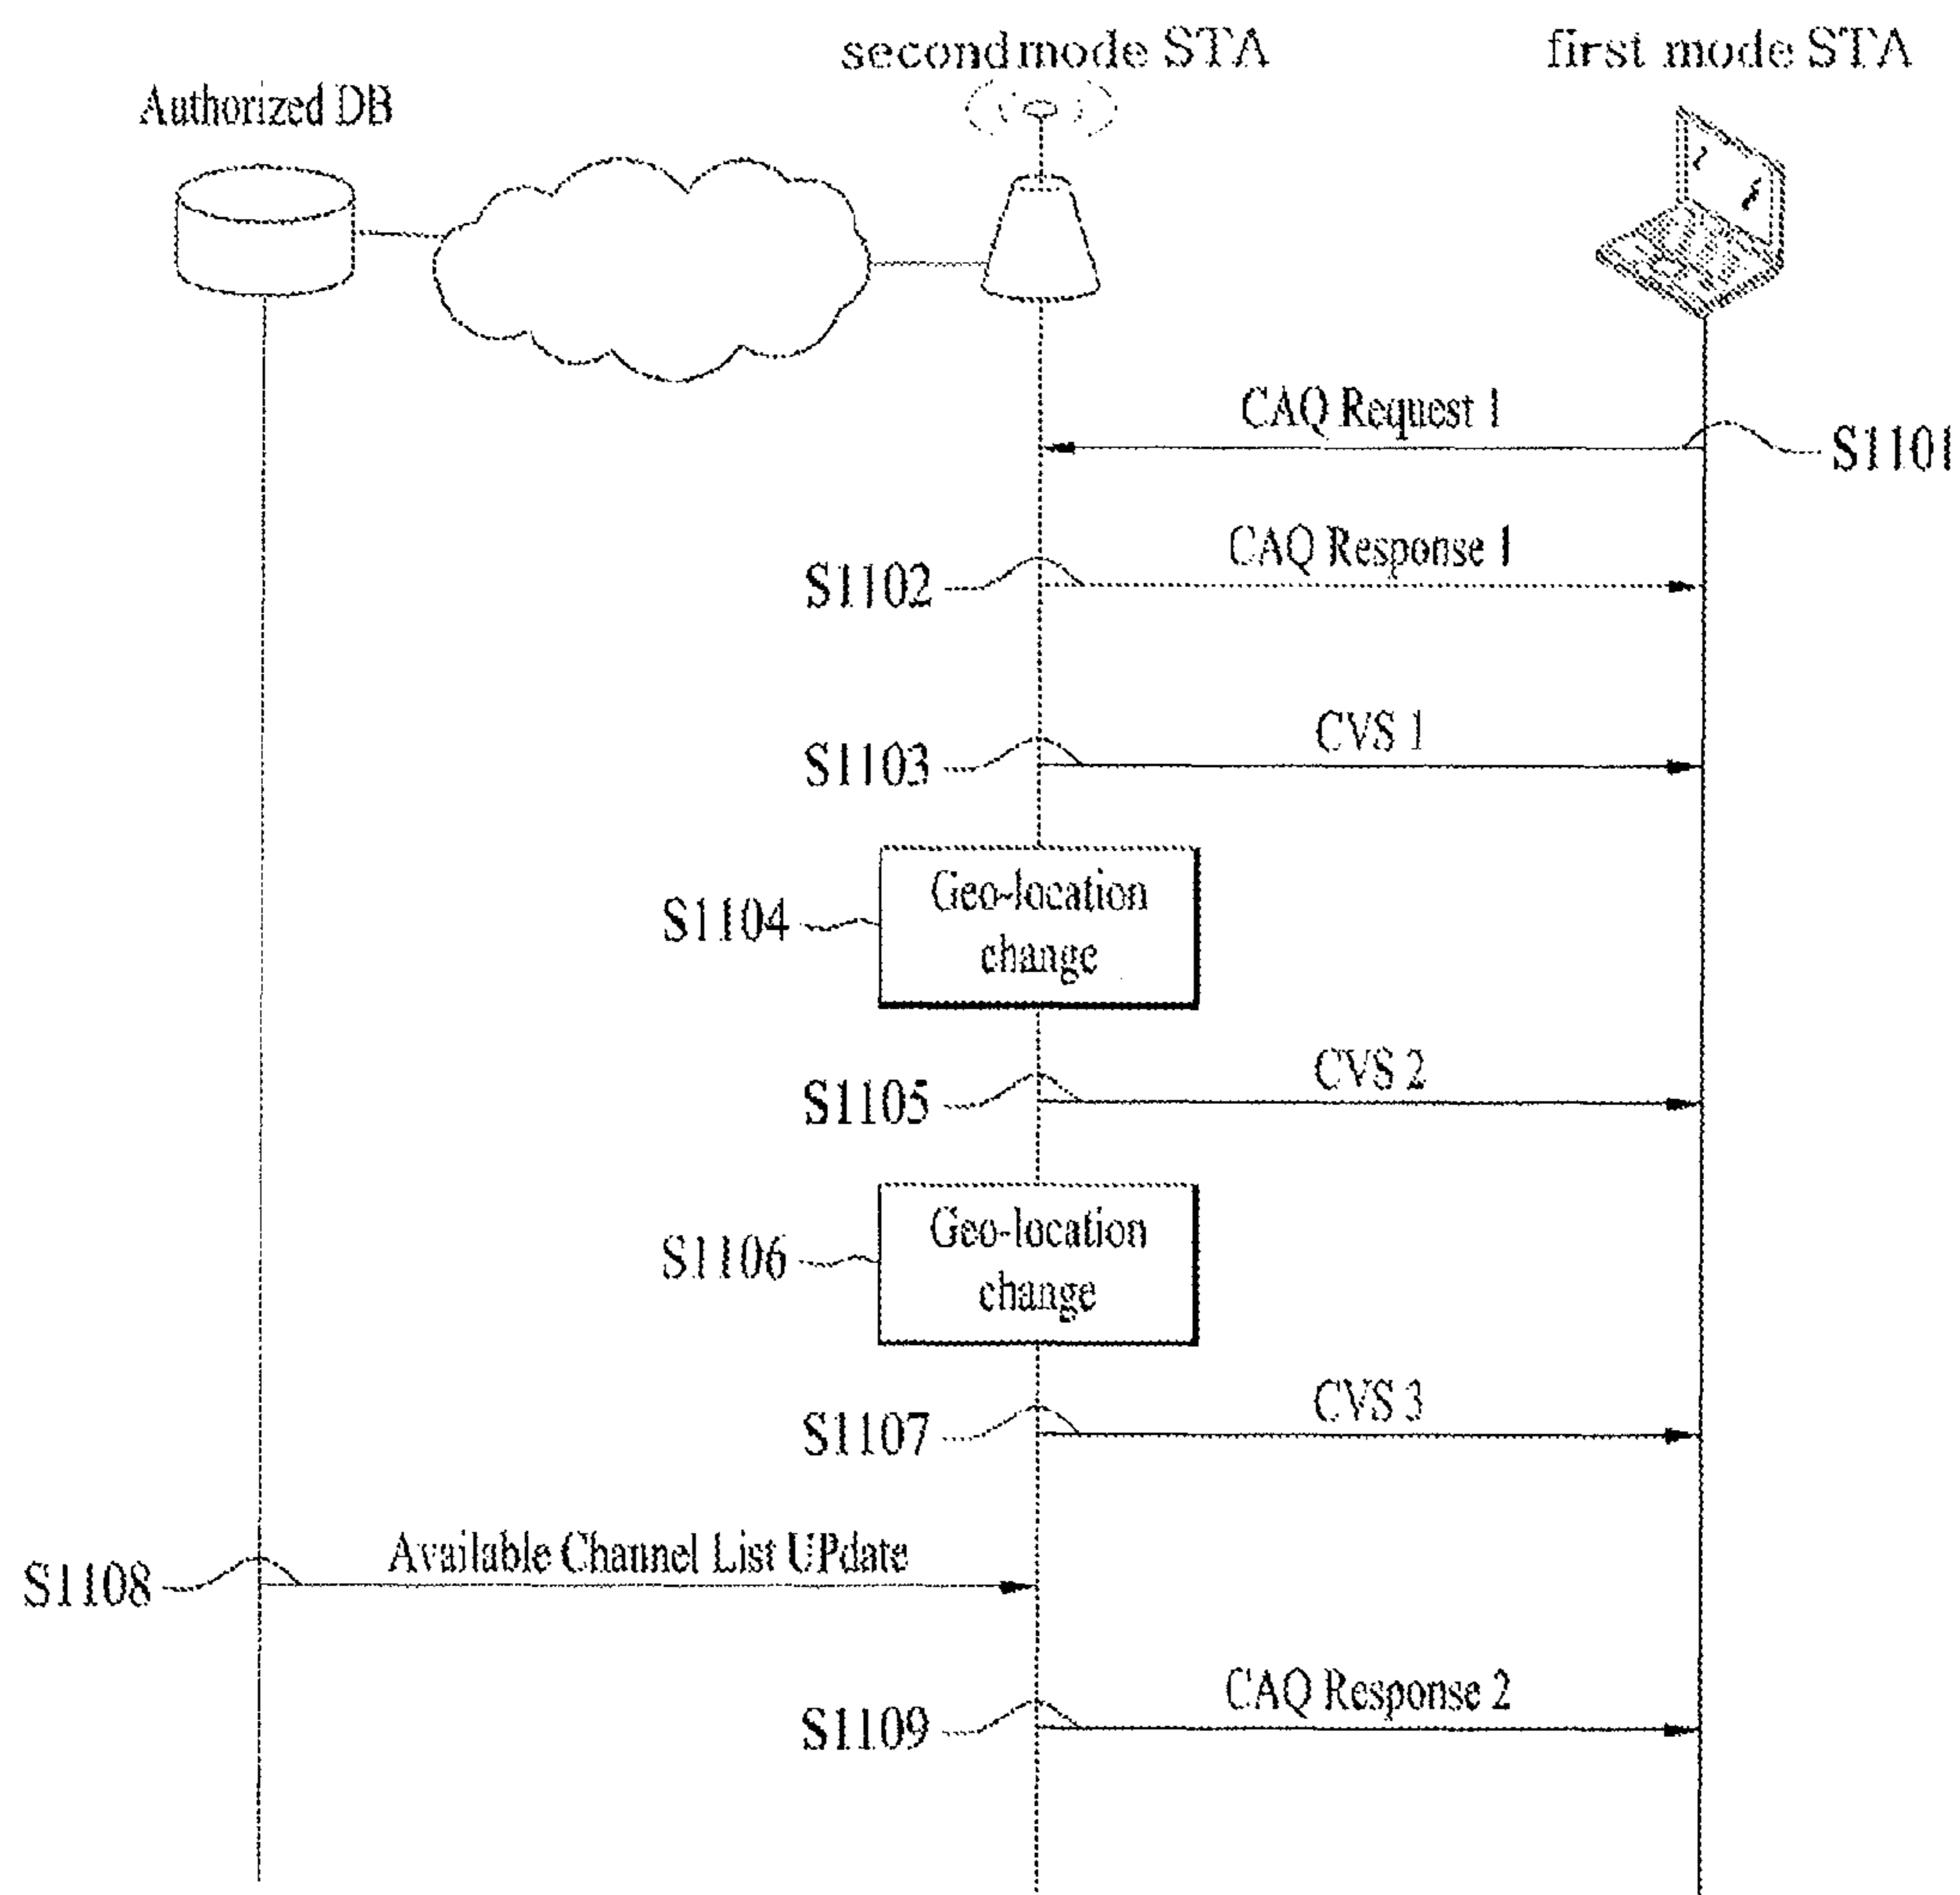 second mode STA
first mode STA
Authorized DB
CAQ Request 1
S1101
CAQ Response 1
S1102
CVS 1
S1103
Geo-location
change
S1104
CVS 2
S1105
Geo-location
change
S1106
CVS 3
S1107
Available Channel List UPdate
S1108
CAQ Response 2
S1109